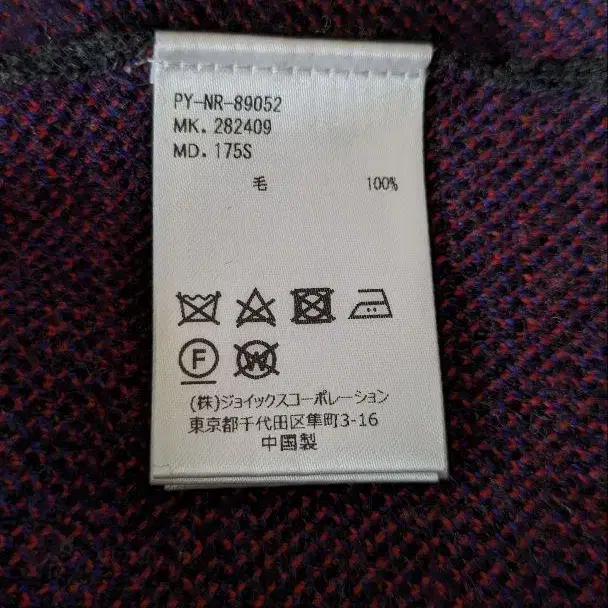 PY-NR-89052
MK. 282409
MD. 175S
毛 100%
F W
(株)ジョイックスコーポレーション
東京都千代田区隼町3-16
中国製